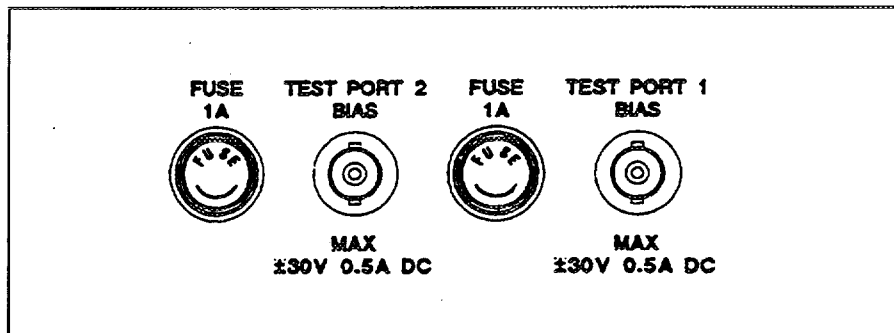 FUSE TEST PORT 2 FUSE TEST PORT 1
1A BIAS 1A BIAS
FUSE FUSE
MAX MAX
±30V 0.5A DC ±30V 0.5A DC